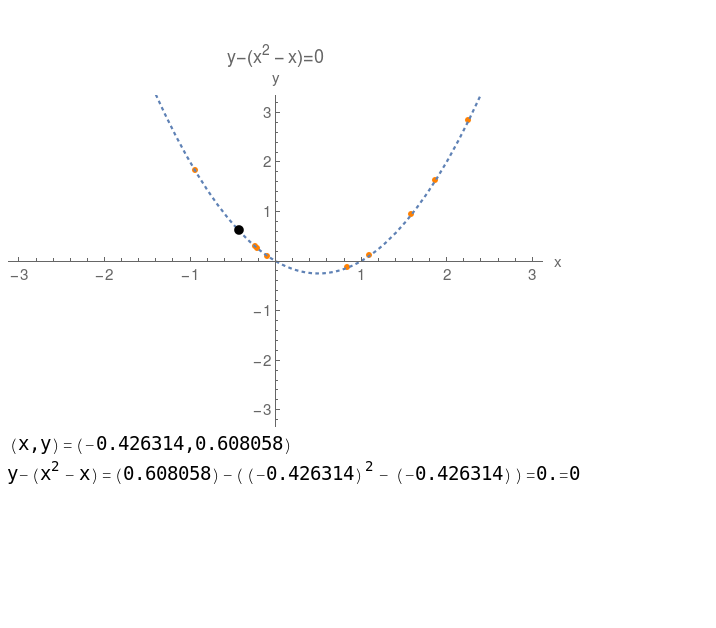 y−(x² − x)=0
y
3
2
1
−3 −2 −1 1 2 3 x
−1
−2
−3
(x,y)=(−0.426314,0.608058)
y−(x² − x)=(0.608058)−((−0.426314)² − (−0.426314))=0.=0